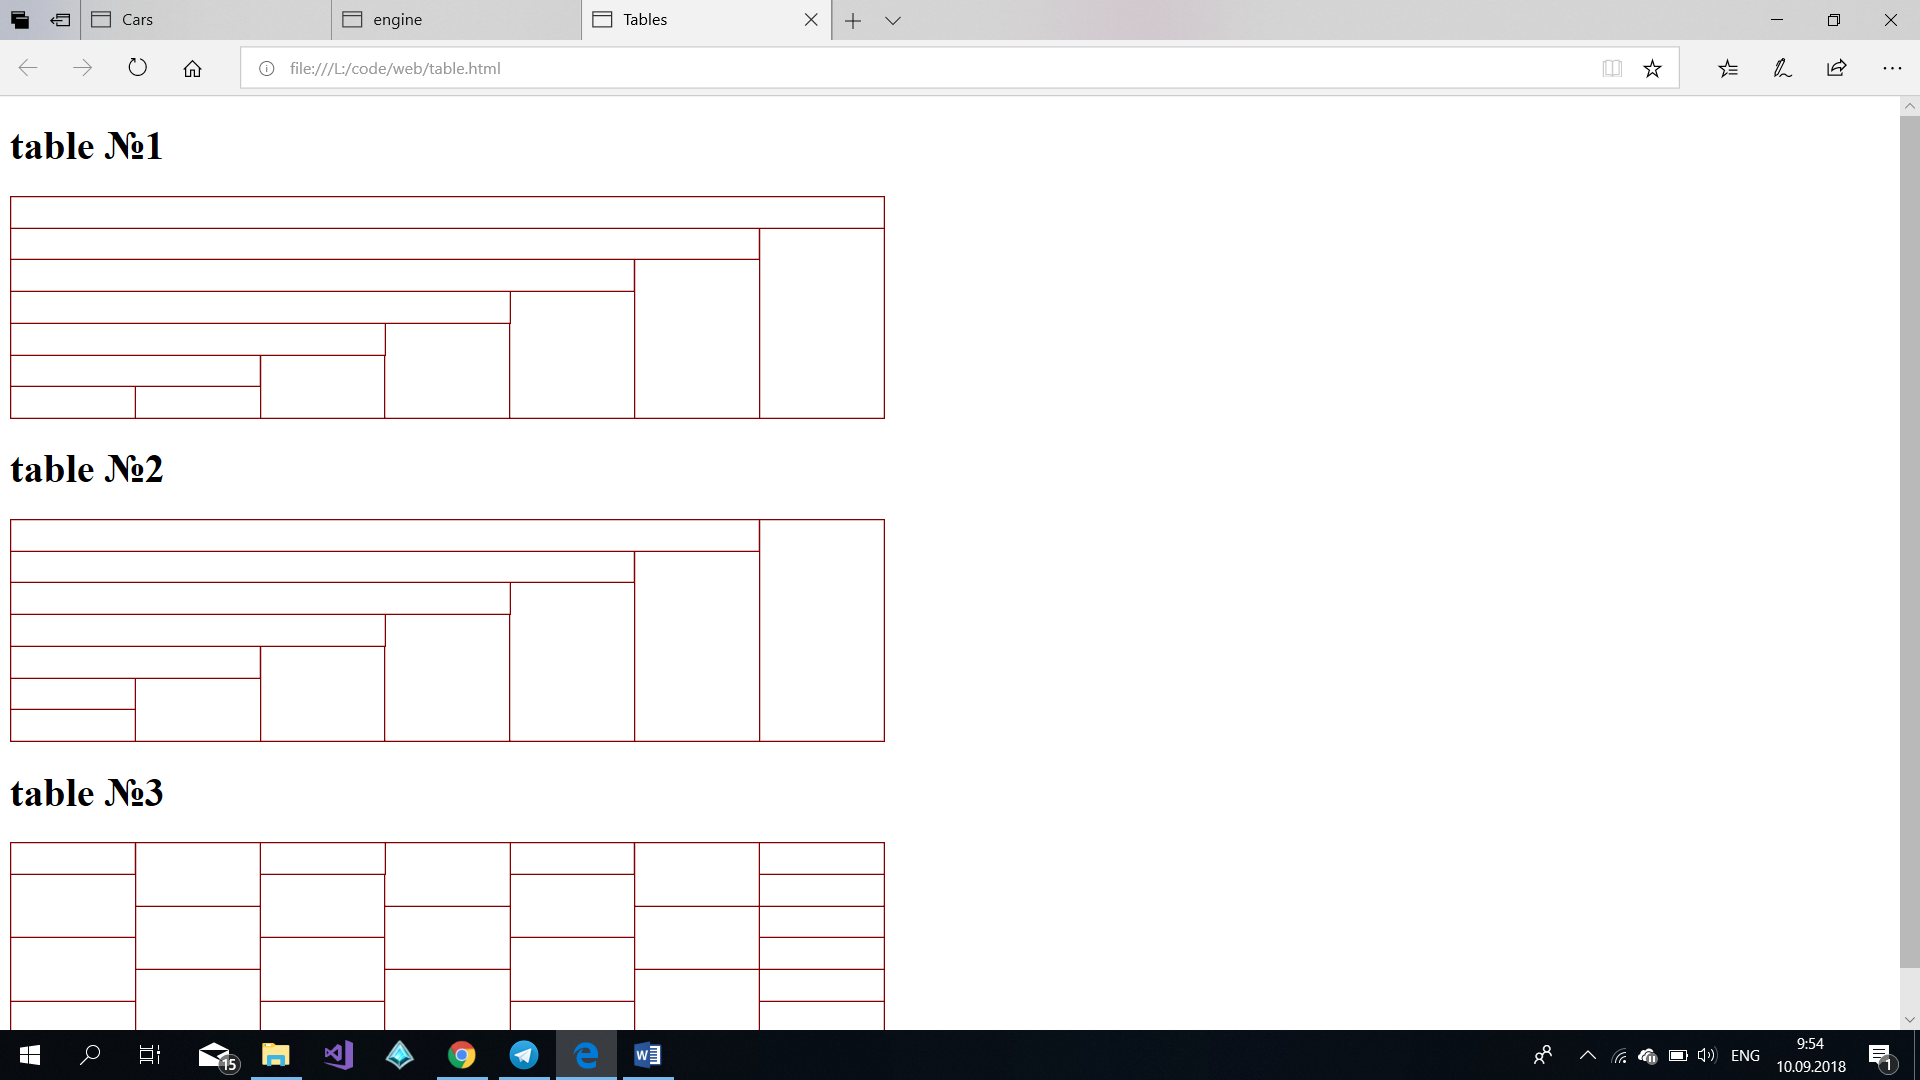 Cars
engine
Tables
file:///L:/code/web/table.html
table №1
table №2
table №3
15
ENG
9:54
10.09.2018
1